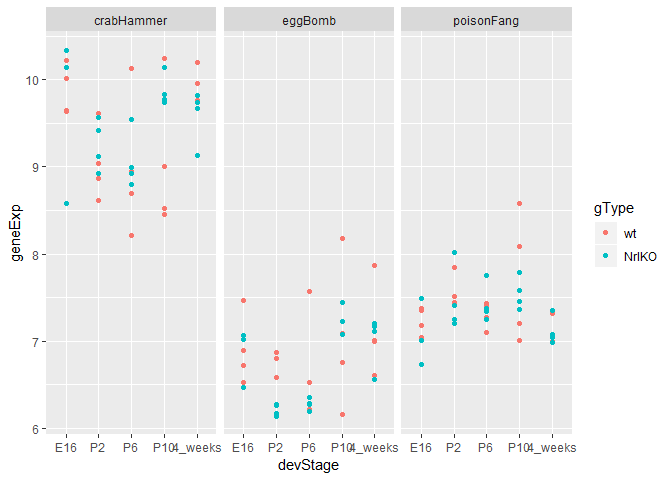 crabHammer eggBomb poisonFang
10
9
8
7
6
geneExp
E16 P2 P6 P10 4_weeks E16 P2 P6 P10 4_weeks E16 P2 P6 P10 4_weeks
devStage
gType
wt
NrlKO